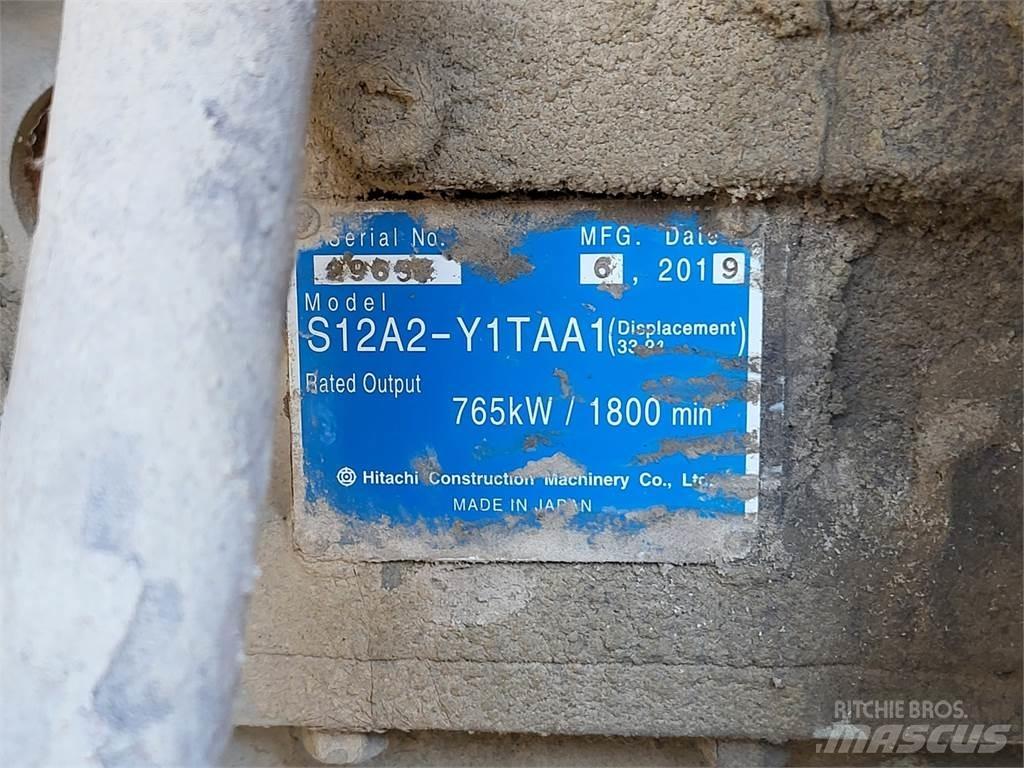 Serial No. MFG. Date
6, 2019
Model
S12A2-Y1TAA1 (Displacement)
Rated Output
765kW / 1800 min
Hitachi Construction Machinery Co., Ltd.
MADE IN JAPAN
RITCHIE BROS.
MASCUS